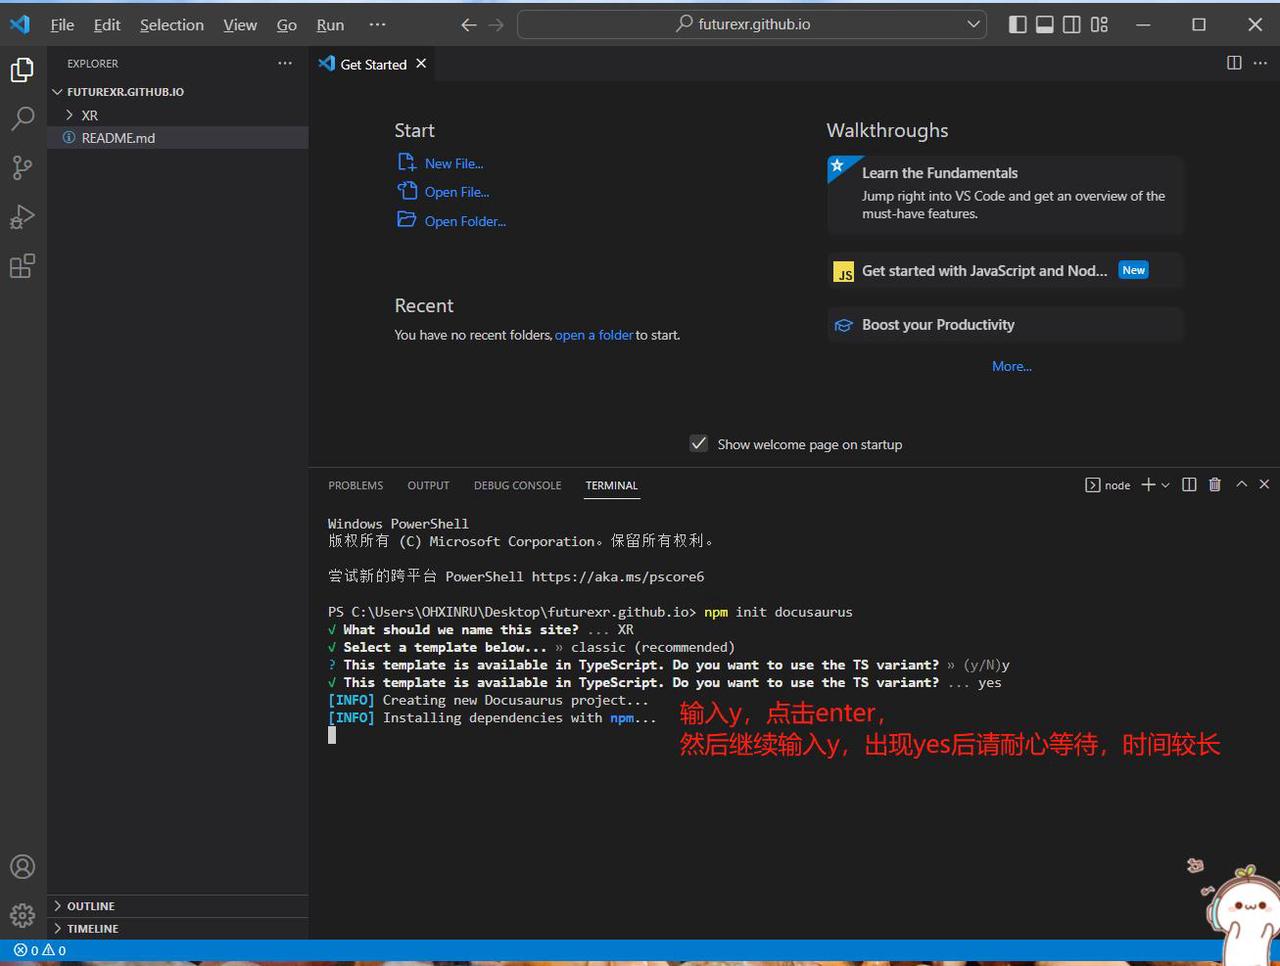 File Edit Selection View Go Run ···
futurexr.github.io
EXPLORER
FUTUREXR.GITHUB.IO
XR
README.md
OUTLINE
TIMELINE
Get Started
Start
New File...
Open File...
Open Folder...
Recent
You have no recent folders, open a folder to start.
Walkthroughs
Learn the Fundamentals
Jump right into VS Code and get an overview of the
must-have features.
JS Get started with JavaScript and Nod... New
Boost your Productivity
More...
Show welcome page on startup
PROBLEMS OUTPUT DEBUG CONSOLE TERMINAL
node
Windows PowerShell
版权所有 (C) Microsoft Corporation。保留所有权利。
尝试新的跨平台 PowerShell https://aka.ms/pscore6
PS C:\Users\OHXINRU\Desktop\futurexr.github.io> npm init docusaurus
√ What should we name this site? ... XR
√ Select a template below... » classic (recommended)
? This template is available in TypeScript. Do you want to use the TS variant? » (y/N)y
√ This template is available in TypeScript. Do you want to use the TS variant? ... yes
[INFO] Creating new Docusaurus project...
[INFO] Installing dependencies with npm...
输入y，点击enter，
然后继续输入y，出现yes后请耐心等待，时间较长
0 0